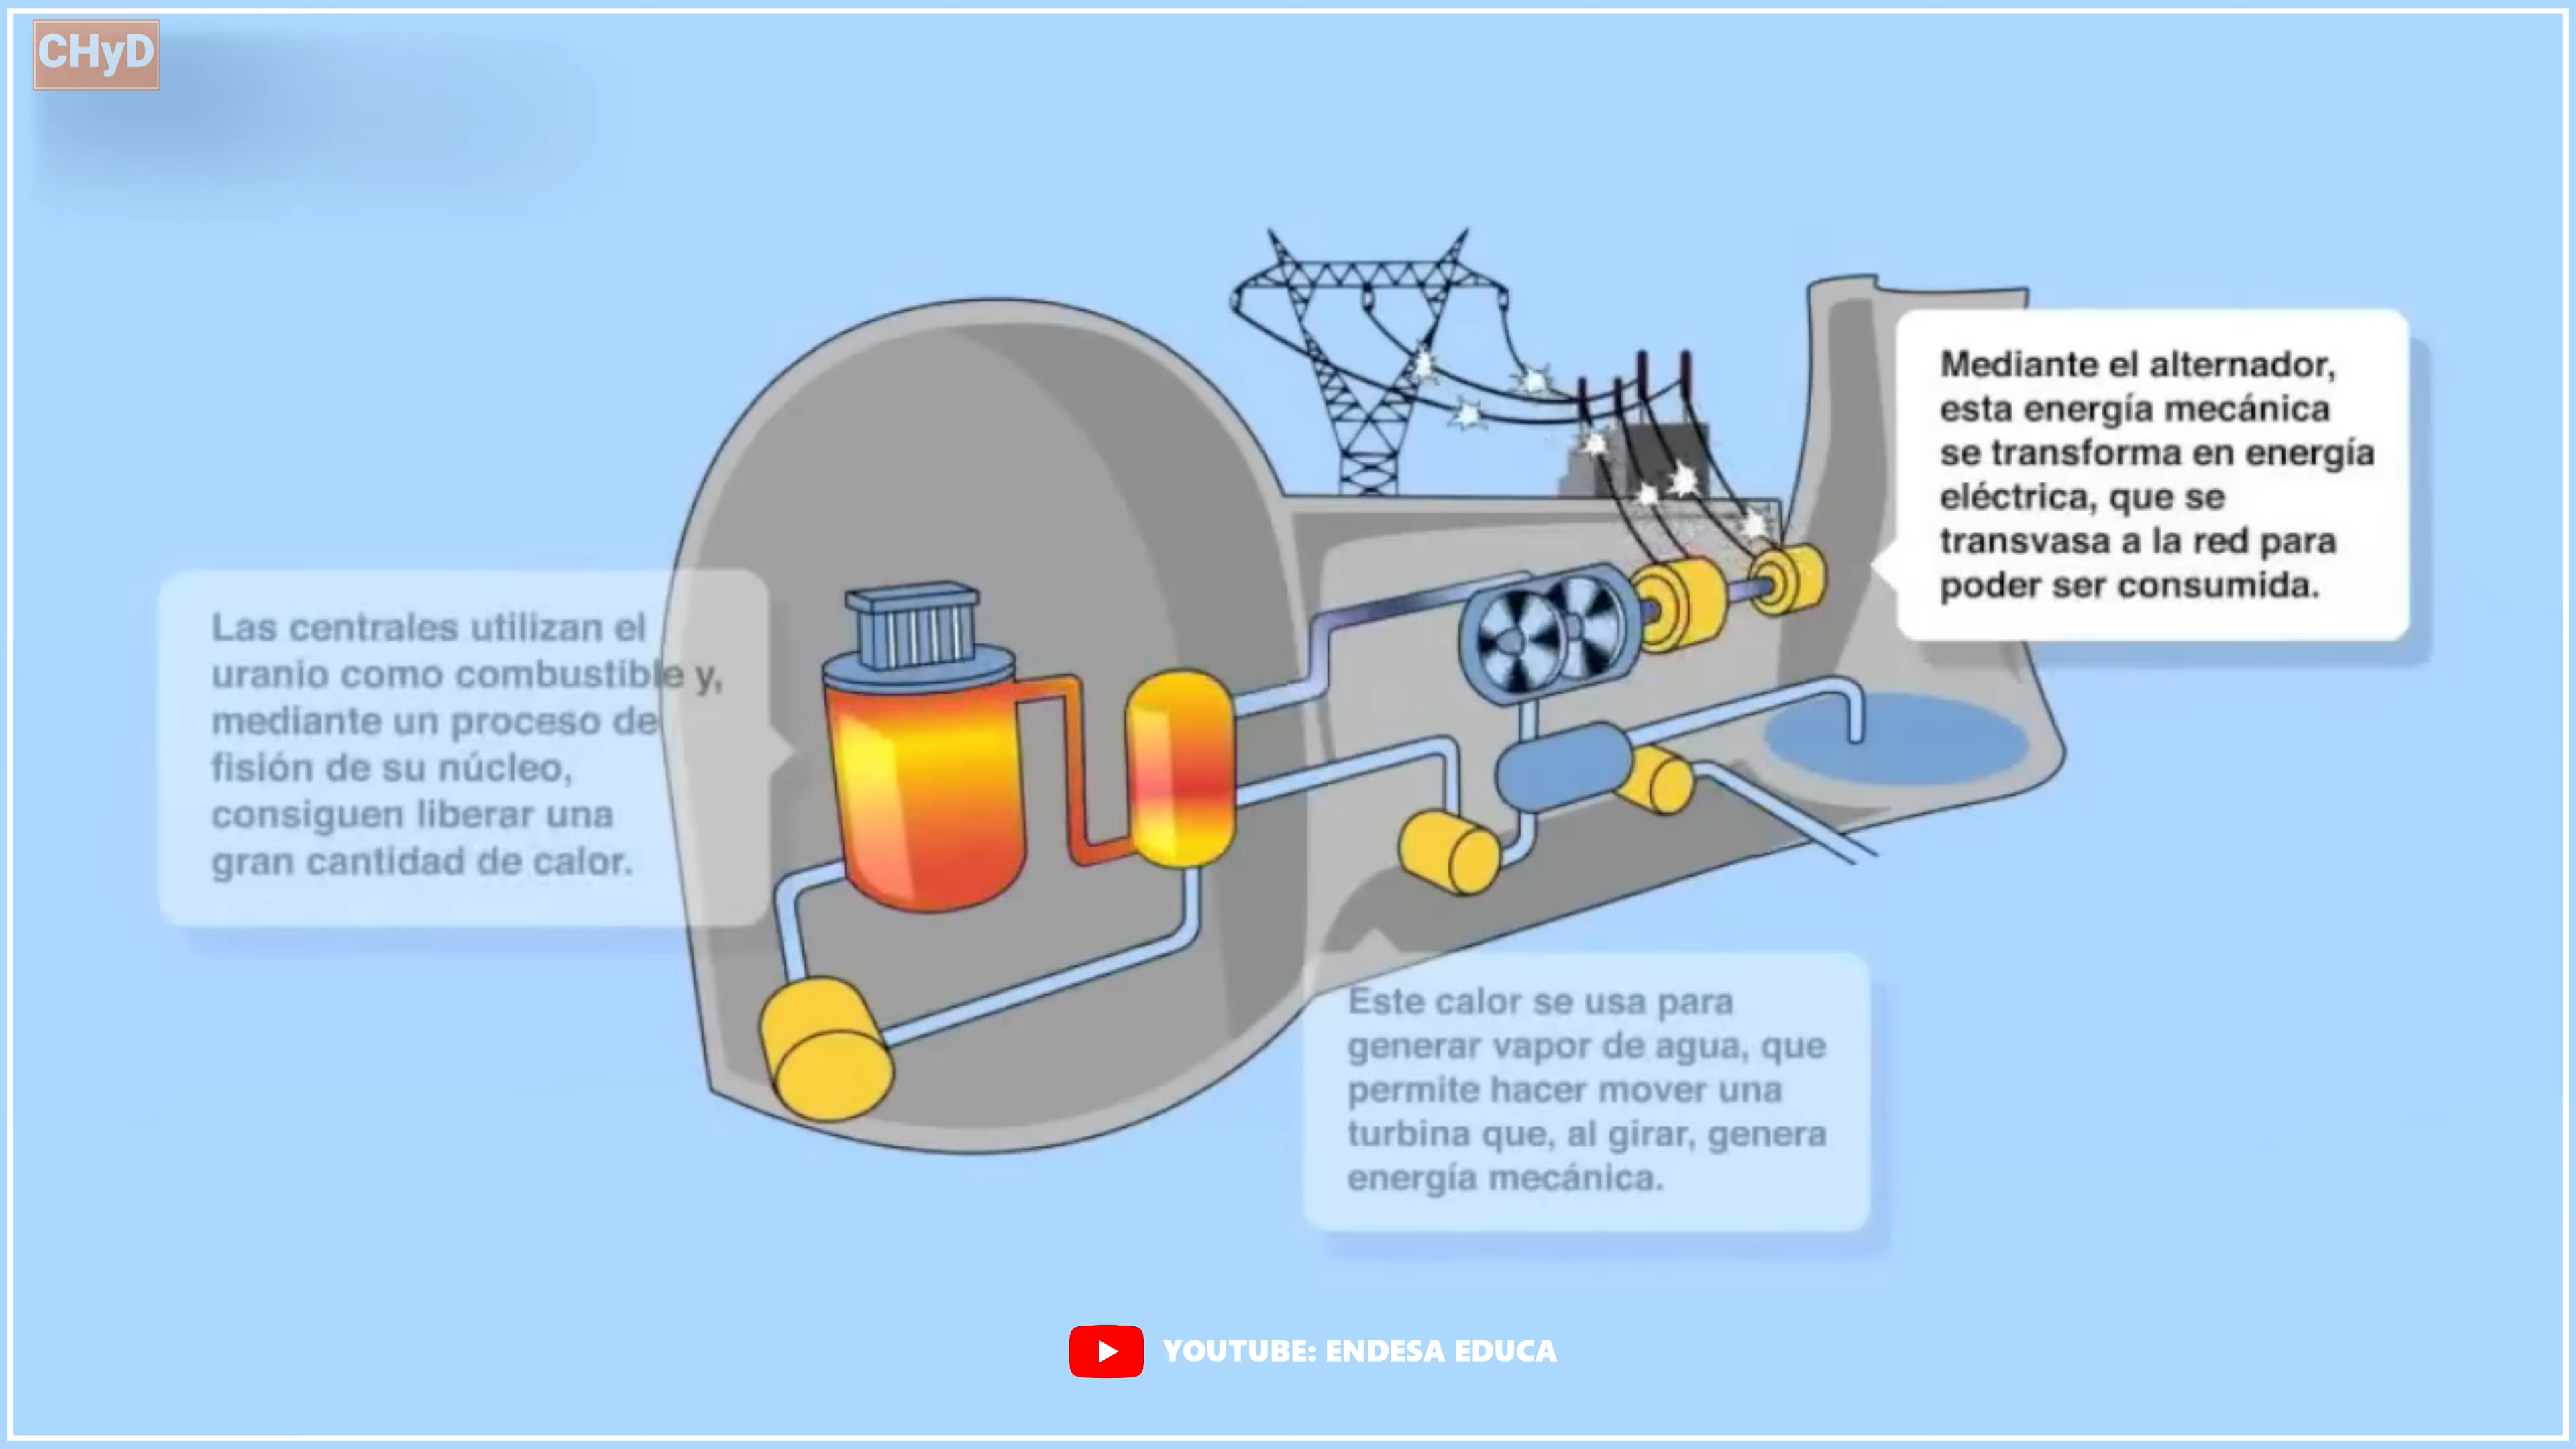 CHyD
Las centrales utilizan el
uranio como combustible y,
mediante un proceso de
fisión de su núcleo,
consiguen liberar una
gran cantidad de calor.
Este calor se usa para
generar vapor de agua, que
permite hacer mover una
turbina que, al girar, genera
energía mecánica.
Mediante el alternador,
esta energía mecánica
se transforma en energía
eléctrica, que se
transvasa a la red para
poder ser consumida.
YOUTUBE: ENDESA EDUCA